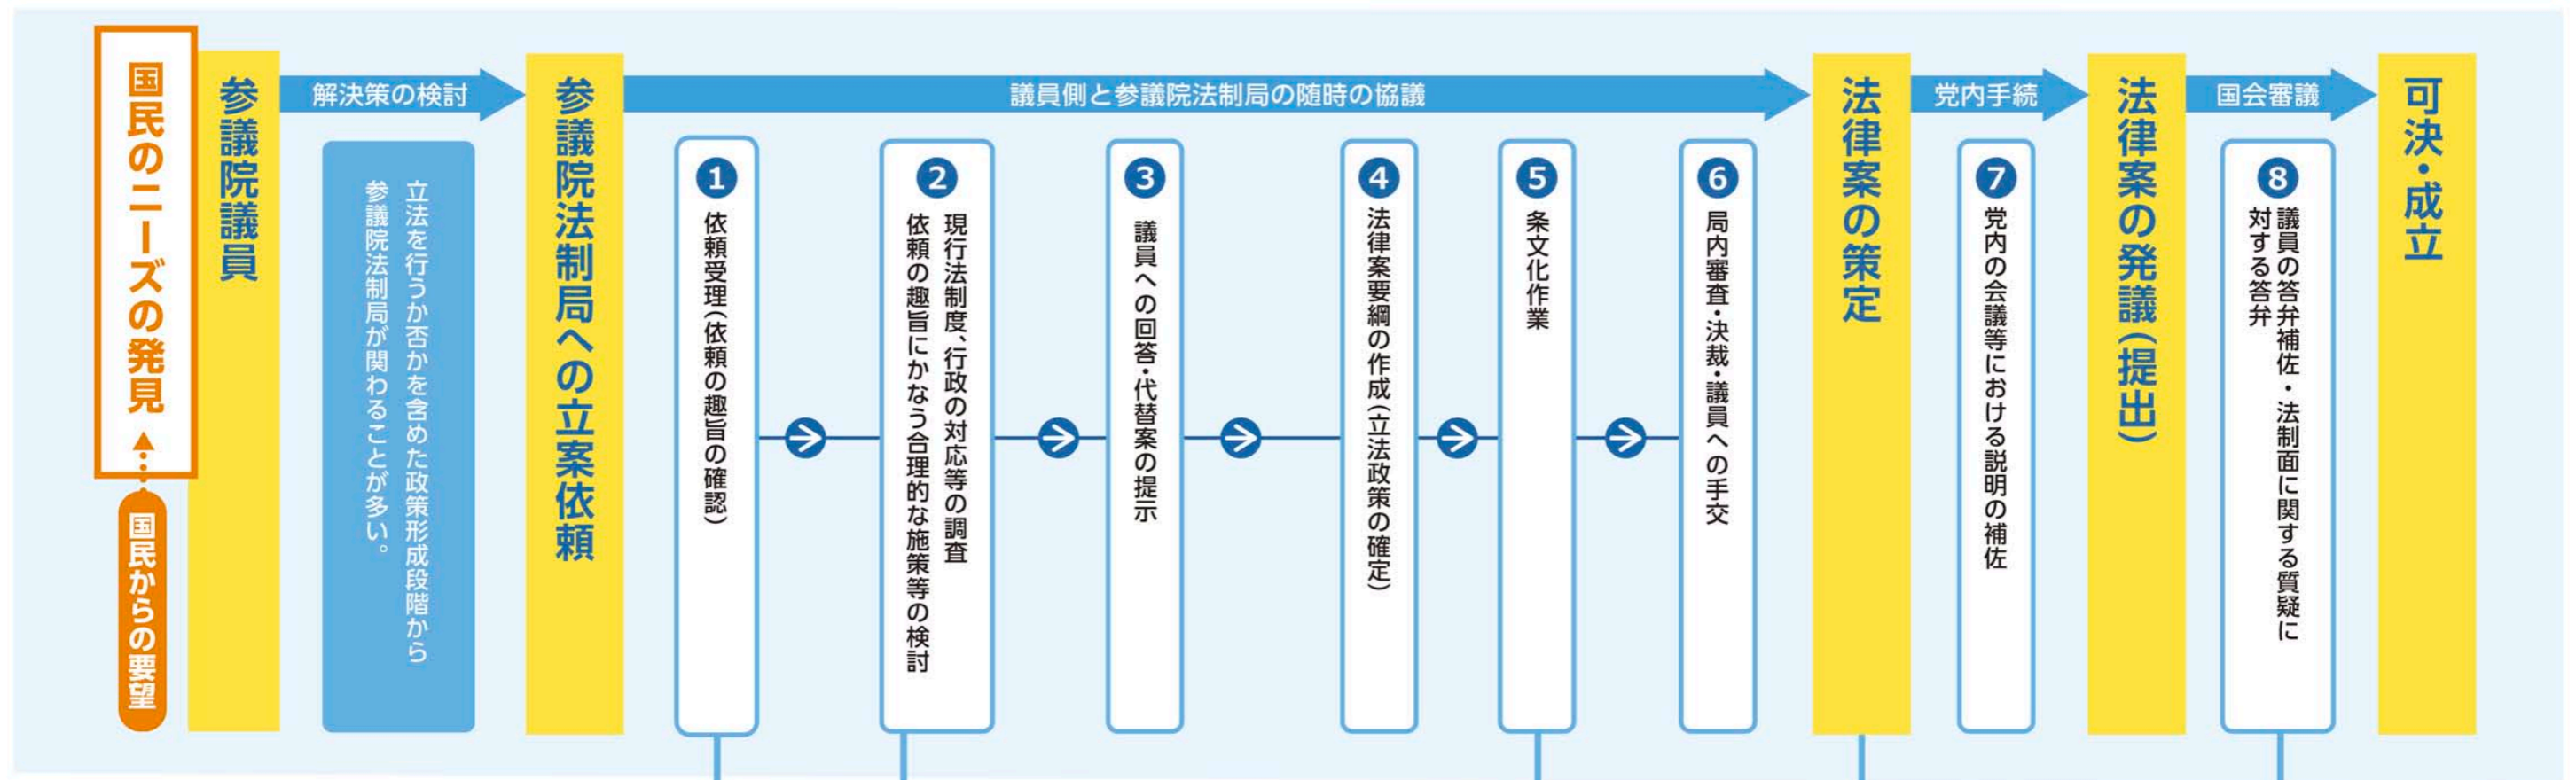 国民のニーズの発見
国民からの要望
参議院議員
解決策の検討
立法を行うか否かを含めた政策形成段階から
参議院法制局が関わることが多い。
参議院法制局への立案依頼
議員側と参議院法制局の随時の協議
1
依頼受理(依頼の趣旨の確認)
2
現行法制度、行政の対応等の調査
依頼の趣旨にかなう合理的な施策等の検討
3
議員への回答・代替案の提示
4
法律案要綱の作成(立法政策の確定)
5
条文化作業
6
局内審査・決裁・議員への手交
法律案の策定
党内手続
7
党内の会議等における説明の補佐
法律案の発議(提出)
国会審議
8
議員の答弁補佐・法制面に関する質疑に
対する答弁
可決・成立